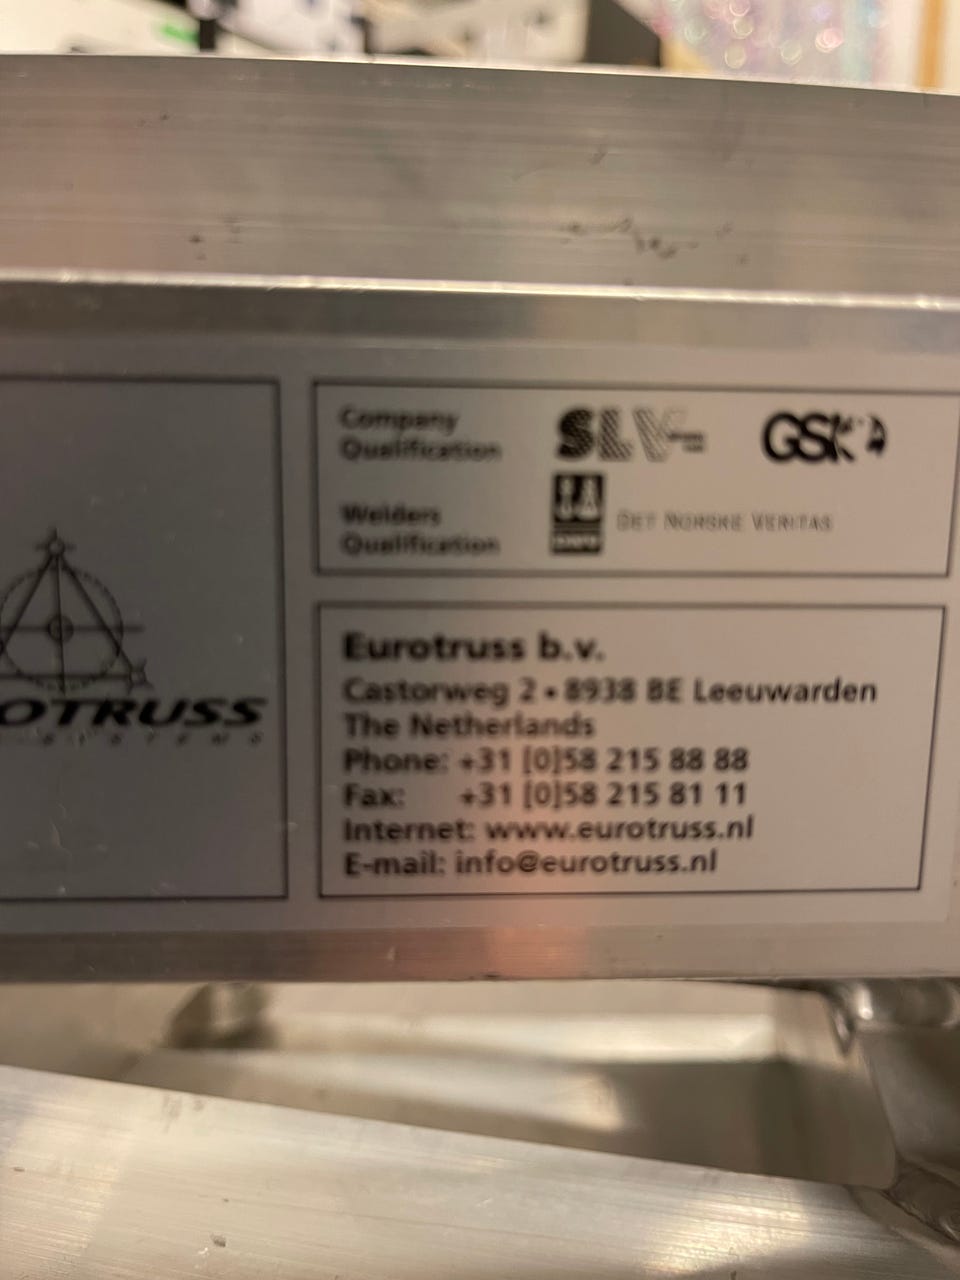 OTRUSS
SYSTEMS
Company
Qualification
SLV
GSK
Welders
Qualification
DET NORSKE VERITAS
Eurotruss b.v.
Castorweg 2 • 8938 BE Leeuwarden
The Netherlands
Phone: +31 [0]58 215 88 88
Fax: +31 [0]58 215 81 11
Internet: www.eurotruss.nl
E-mail: info@eurotruss.nl